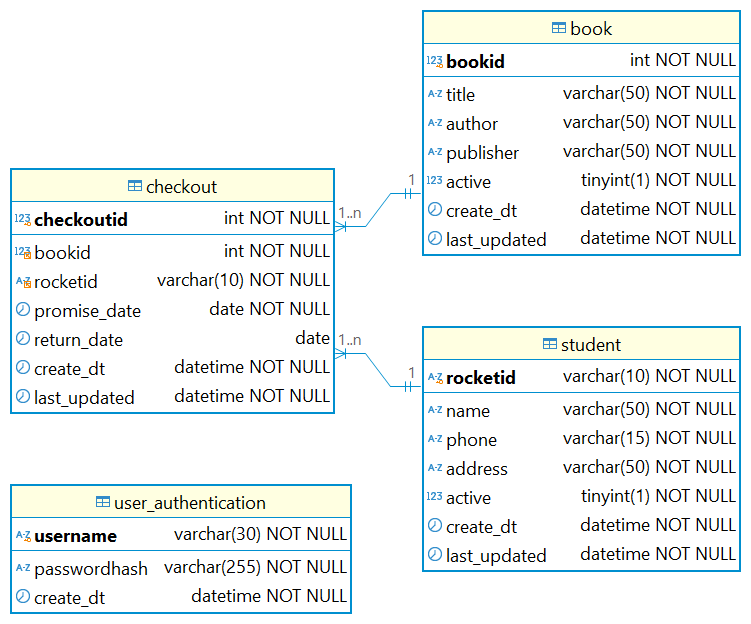 book
123 bookid int NOT NULL
A-Z title varchar(50) NOT NULL
A-Z author varchar(50) NOT NULL
A-Z publisher varchar(50) NOT NULL
123 active tinyint(1) NOT NULL
create_dt datetime NOT NULL
last_updated datetime NOT NULL
checkout
123 checkoutid int NOT NULL
123 bookid int NOT NULL
A-Z rocketid varchar(10) NOT NULL
promise_date date NOT NULL
return_date date
create_dt datetime NOT NULL
last_updated datetime NOT NULL
1..n
1
1..n
1
student
A-Z rocketid varchar(10) NOT NULL
A-Z name varchar(50) NOT NULL
A-Z phone varchar(15) NOT NULL
A-Z address varchar(50) NOT NULL
123 active tinyint(1) NOT NULL
create_dt datetime NOT NULL
last_updated datetime NOT NULL
user_authentication
A-Z username varchar(30) NOT NULL
A-Z passwordhash varchar(255) NOT NULL
create_dt datetime NOT NULL